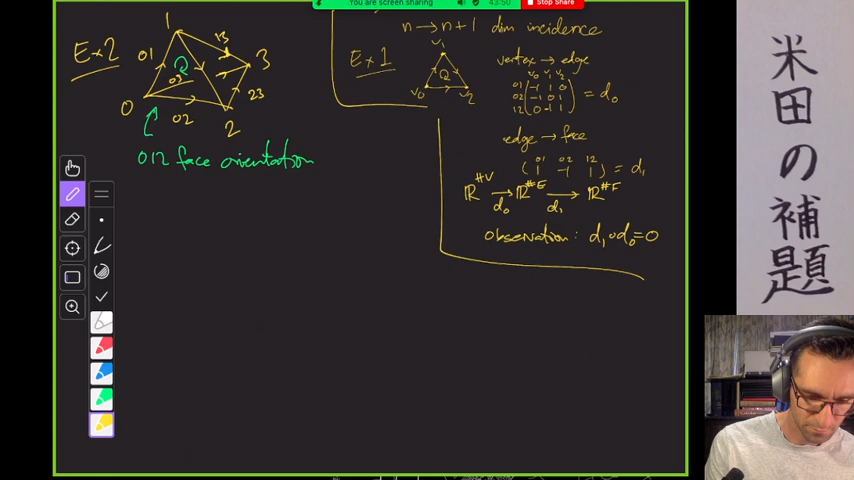 You are screen sharing
43:50
Stop Share
Ex2
1
01
13
3
03
0
02
2
23
012 face orientation
n → n+1 dim incidence
Ex1
v1
v0
v2
vertex → edge
v0 v1 v2
01 -1 1 0
02 -1 0 1
12 0 -1 1
= d0
edge → face
01 02 12
( 1 -1 1 ) = d1
ℝ#V → ℝ#E → ℝ#F
d0 d1
observation: d1∘d0=0
米田の補題